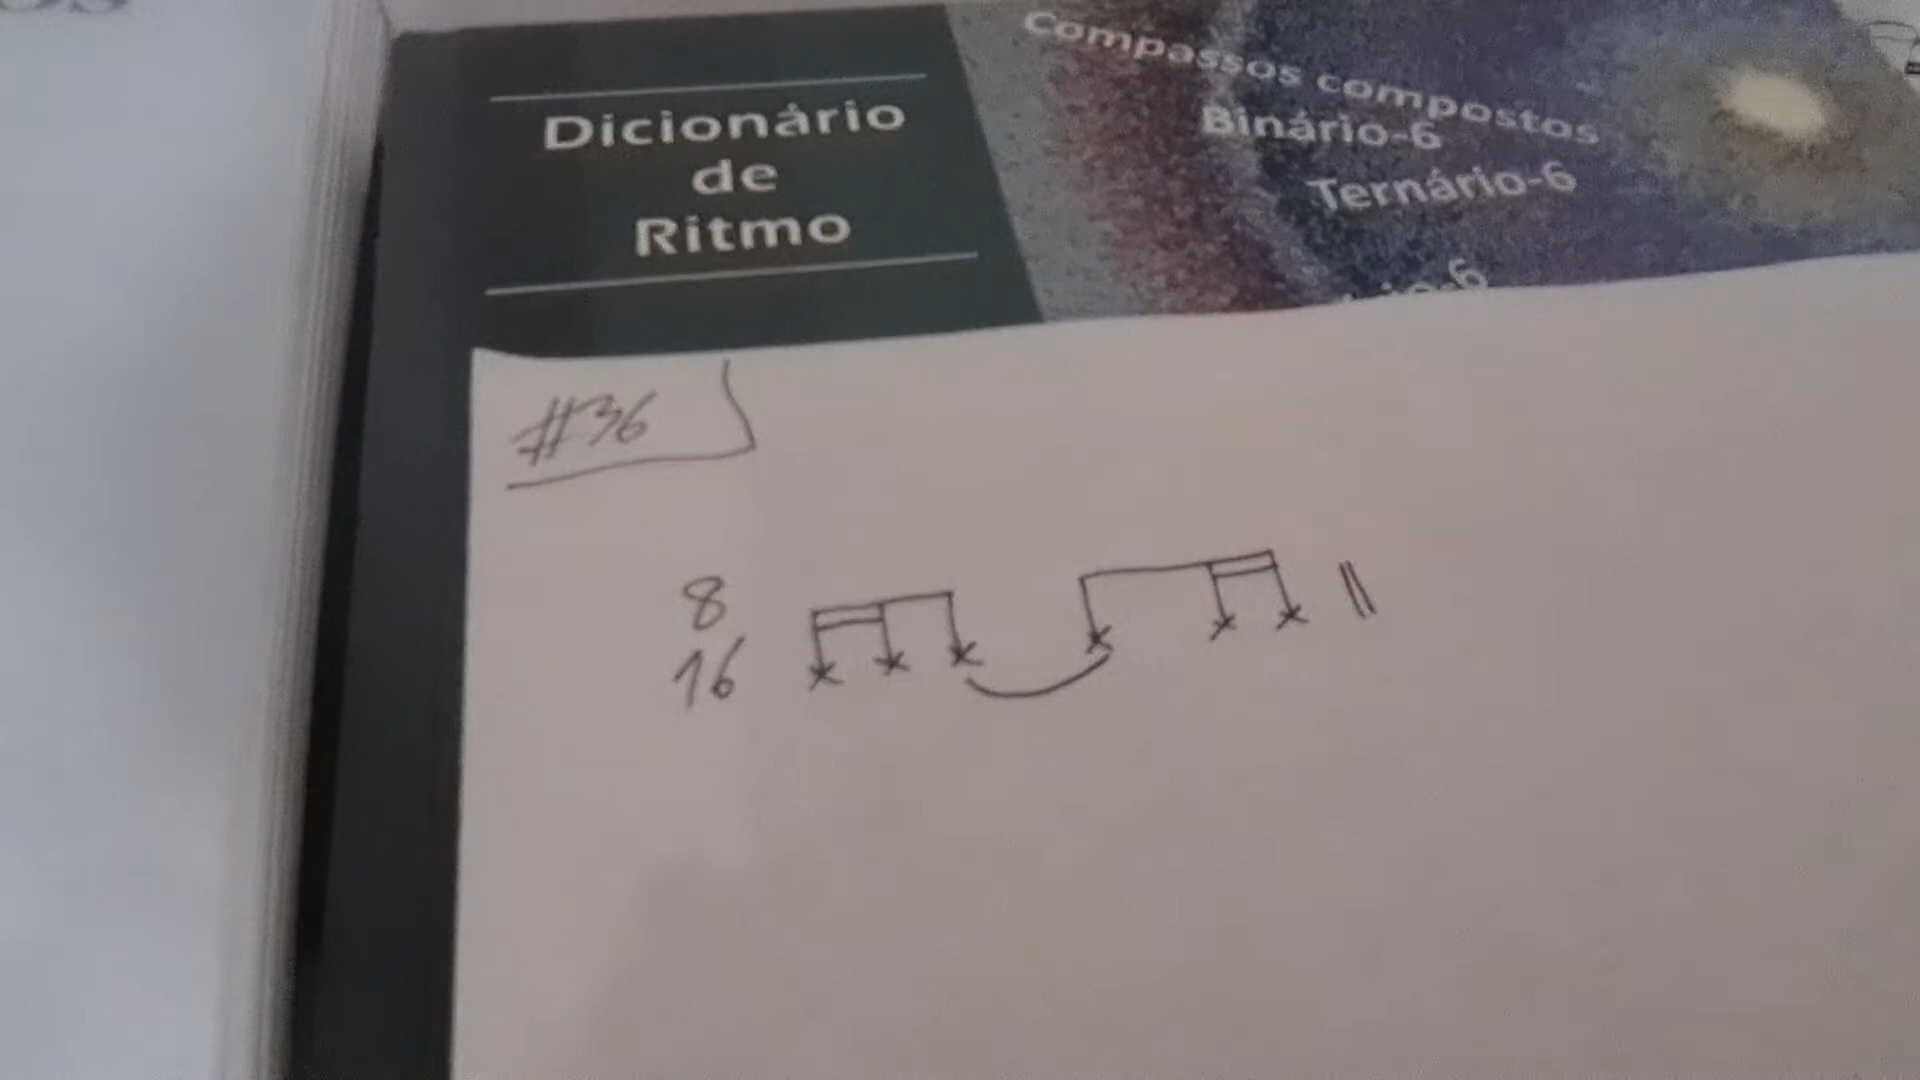 Dicionário
de
Ritmo
Compassos compostos
Binário-6
Ternário-6
#36
8
16